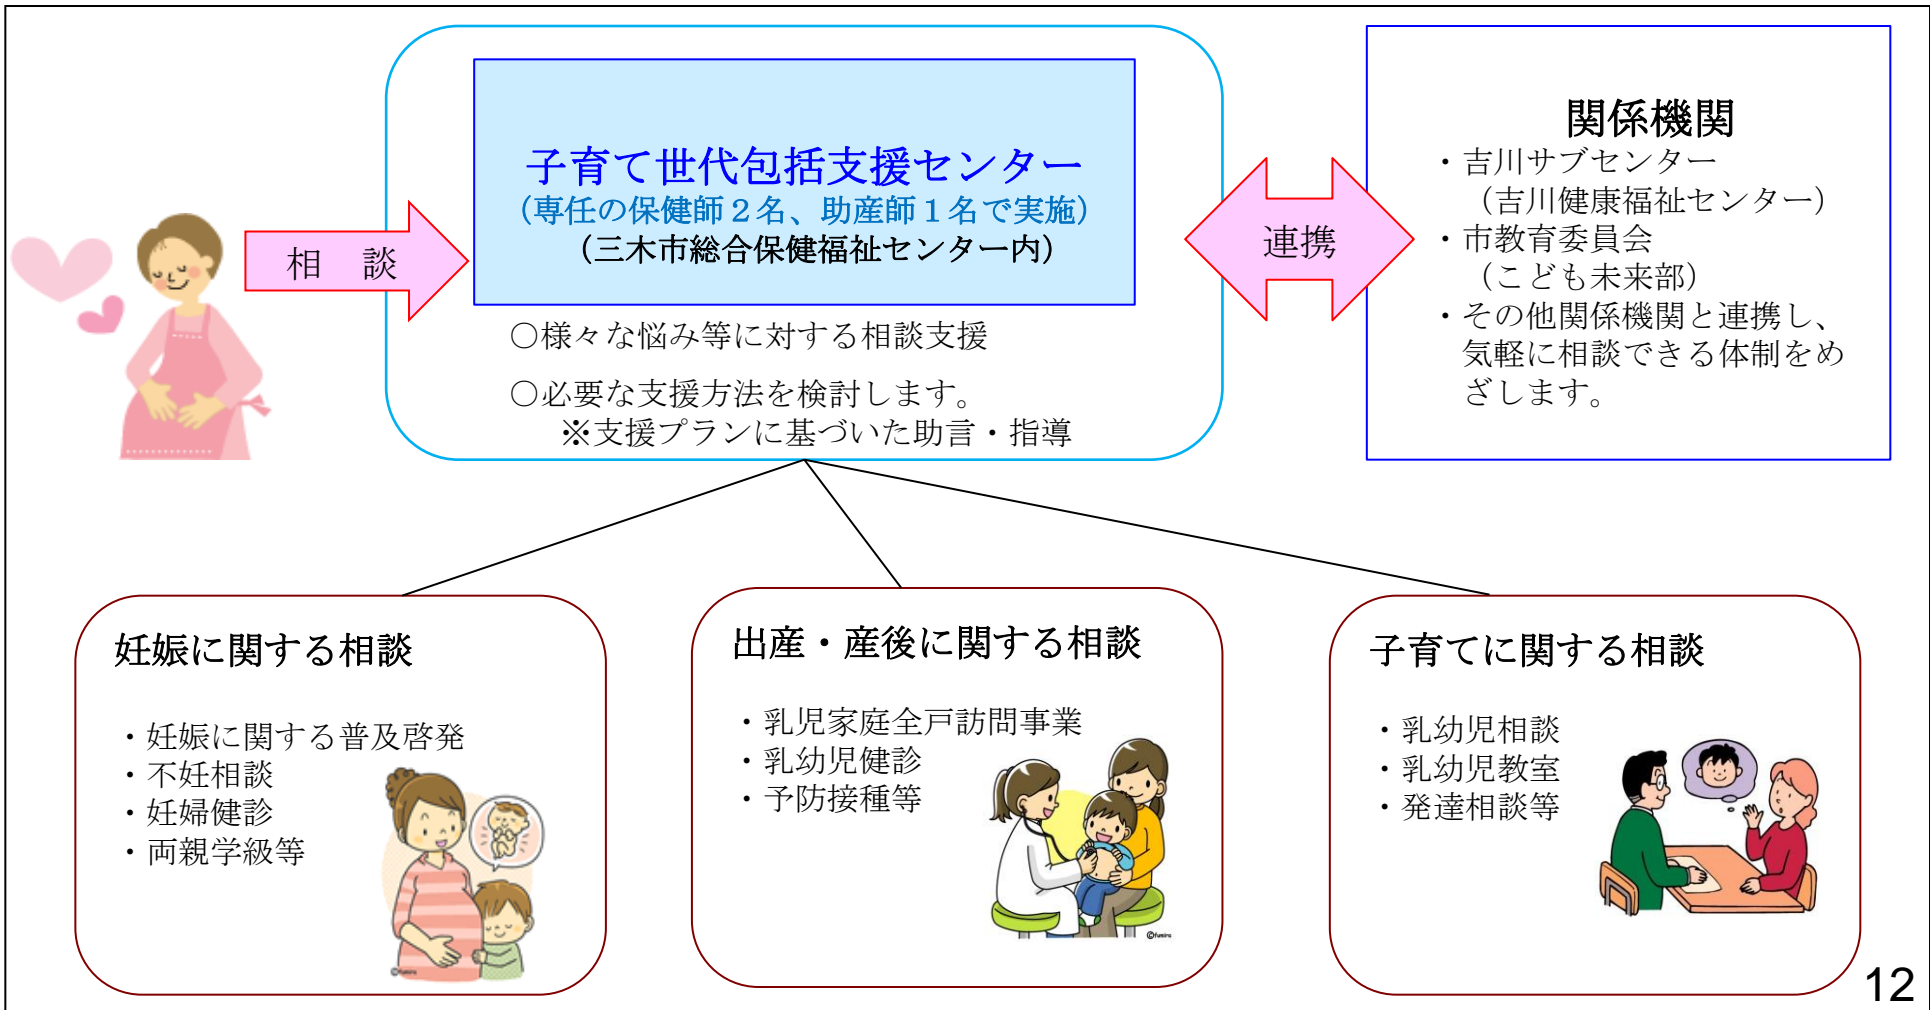 子育て世代包括支援センター
（専任の保健師２名、助産師１名で実施）
（三木市総合保健福祉センター内）
相　談
○様々な悩み等に対する相談支援
○必要な支援方法を検討します。
※支援プランに基づいた助言・指導
連携
関係機関
・吉川サブセンター
（吉川健康福祉センター）
・市教育委員会
（こども未来部）
・その他関係機関と連携し、
気軽に相談できる体制をめ
ざします。
妊娠に関する相談
・妊娠に関する普及啓発
・不妊相談
・妊婦健診
・両親学級等
©fumira
出産・産後に関する相談
・乳児家庭全戸訪問事業
・乳幼児健診
・予防接種等
©fumira
子育てに関する相談
・乳幼児相談
・乳幼児教室
・発達相談等
12